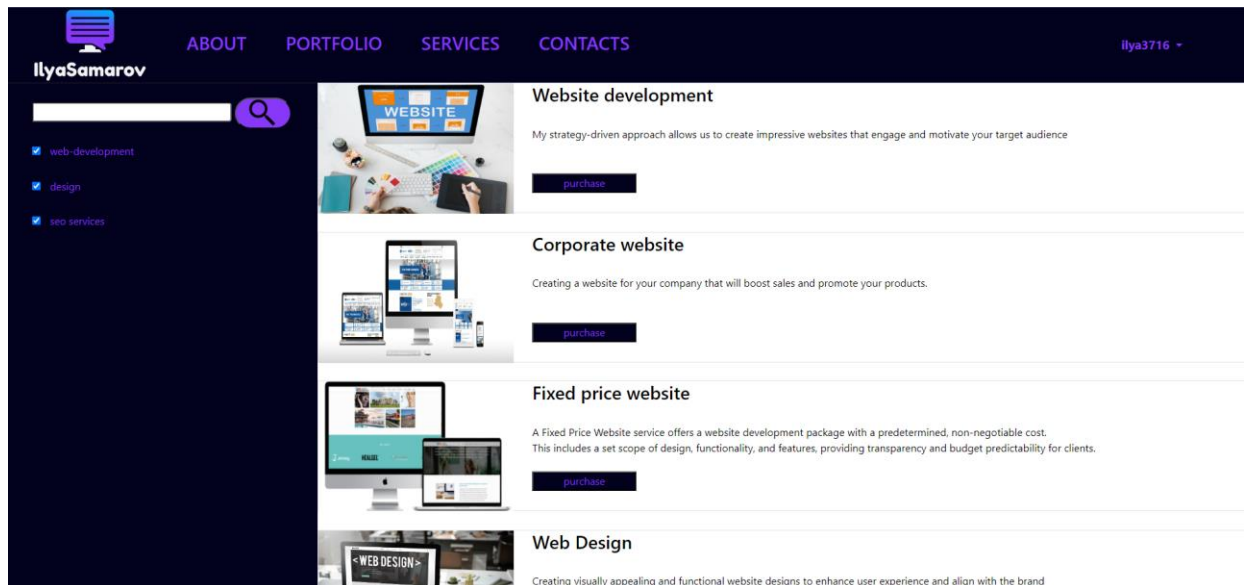 IlyaSamarov
ABOUT PORTFOLIO SERVICES CONTACTS
ilya3716
web-development
design
seo services
WEBSITE
Website development
My strategy-driven approach allows us to create impressive websites that engage and motivate your target audience
purchase
Corporate website
Creating a website for your company that will boost sales and promote your products.
purchase
Fixed price website
A Fixed Price Website service offers a website development package with a predetermined, non-negotiable cost.
This includes a set scope of design, functionality, and features, providing transparency and budget predictability for clients.
purchase
<WEB DESIGN>
Web Design
Creating visually appealing and functional website designs to enhance user experience and align with the brand